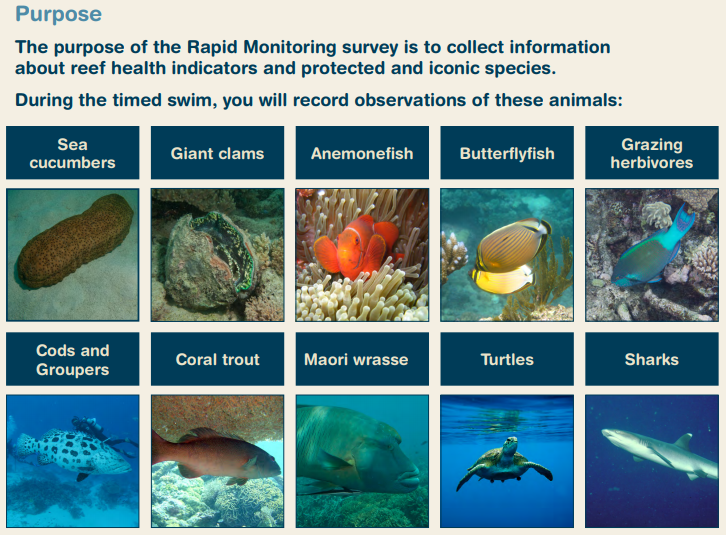 Purpose
The purpose of the Rapid Monitoring survey is to collect information
about reef health indicators and protected and iconic species.
During the timed swim, you will record observations of these animals:
Sea
cucumbers
Giant clams
Anemonefish
Butterflyfish
Grazing
herbivores
Cods and
Groupers
Coral trout
Maori wrasse
Turtles
Sharks